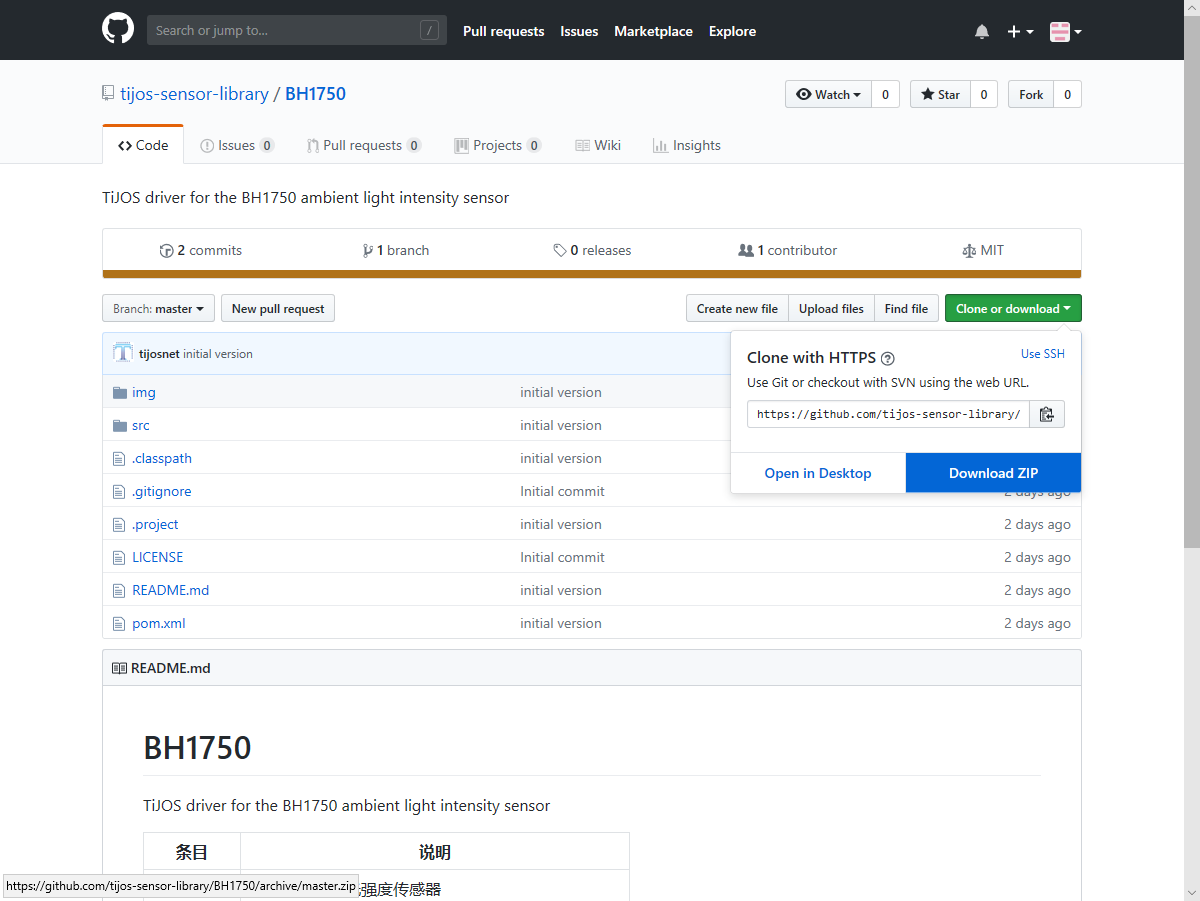 Search or jump to... /
Pull requests Issues Marketplace Explore
tijos-sensor-library / BH1750
Watch 0 Star 0 Fork 0
Code Issues 0 Pull requests 0 Projects 0 Wiki Insights
TiJOS driver for the BH1750 ambient light intensity sensor
2 commits 1 branch 0 releases 1 contributor MIT
Branch: master New pull request Create new file Upload files Find file Clone or download
tijosnet initial version
Clone with HTTPS ? Use SSH
Use Git or checkout with SVN using the web URL.
https://github.com/tijos-sensor-library/
Open in Desktop Download ZIP
img initial version
src initial version
.classpath initial version
.gitignore Initial commit 2 days ago
.project initial version 2 days ago
LICENSE Initial commit 2 days ago
README.md initial version 2 days ago
pom.xml initial version 2 days ago
README.md
BH1750
TiJOS driver for the BH1750 ambient light intensity sensor
条目 说明
强度传感器
https://github.com/tijos-sensor-library/BH1750/archive/master.zip